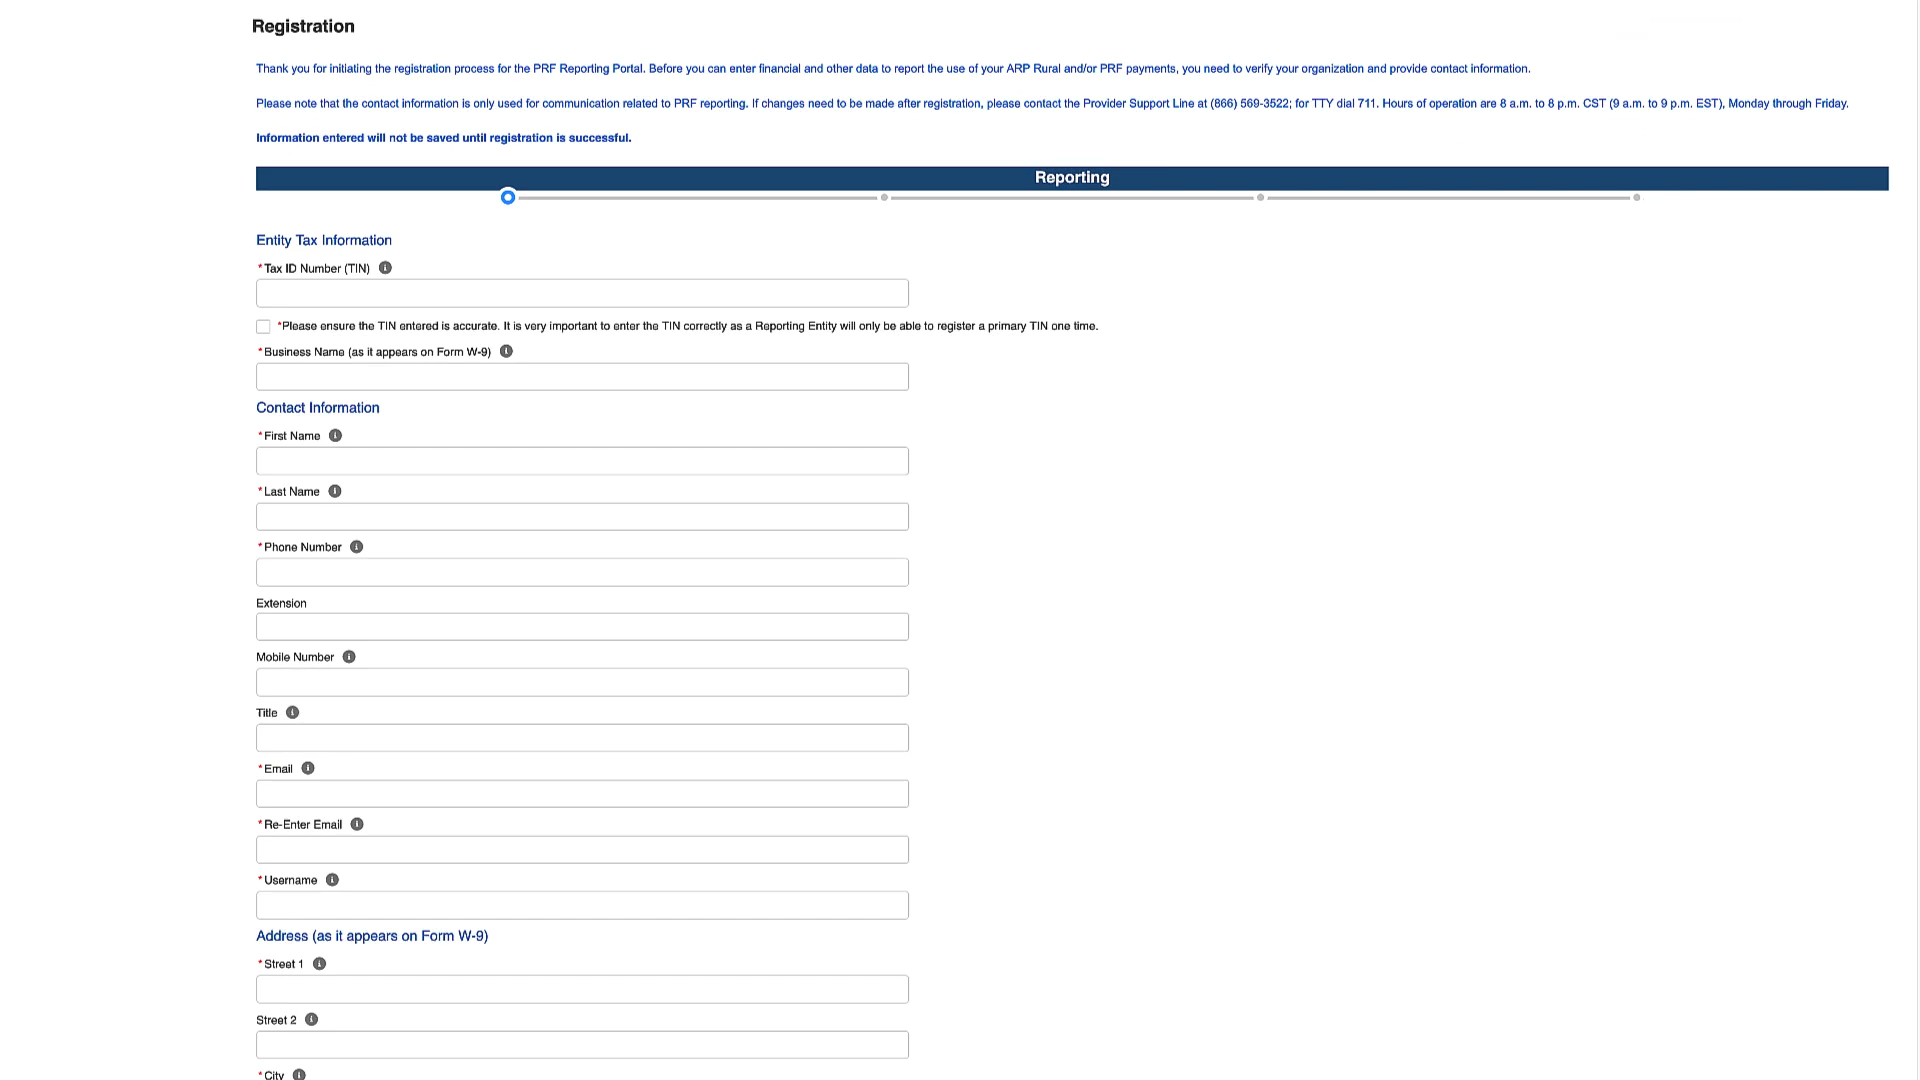 Registration
Thank you for initiating the registration process for the PRF Reporting Portal. Before you can enter financial and other data to report the use of your ARP Rural and/or PRF payments, you need to verify your organization and provide contact information.
Please note that the contact information is only used for communication related to PRF reporting. If changes need to be made after registration, please contact the Provider Support Line at (866) 569-3522; for TTY dial 711. Hours of operation are 8 a.m. to 8 p.m. CST (9 a.m. to 9 p.m. EST), Monday through Friday.
Information entered will not be saved until registration is successful.
Reporting
Entity Tax Information
*Tax ID Number (TIN)
*Please ensure the TIN entered is accurate. It is very important to enter the TIN correctly as a Reporting Entity will only be able to register a primary TIN one time.
*Business Name (as it appears on Form W-9)
Contact Information
*First Name
*Last Name
*Phone Number
Extension
Mobile Number
Title
*Email
*Re-Enter Email
*Username
Address (as it appears on Form W-9)
*Street 1
Street 2
*City